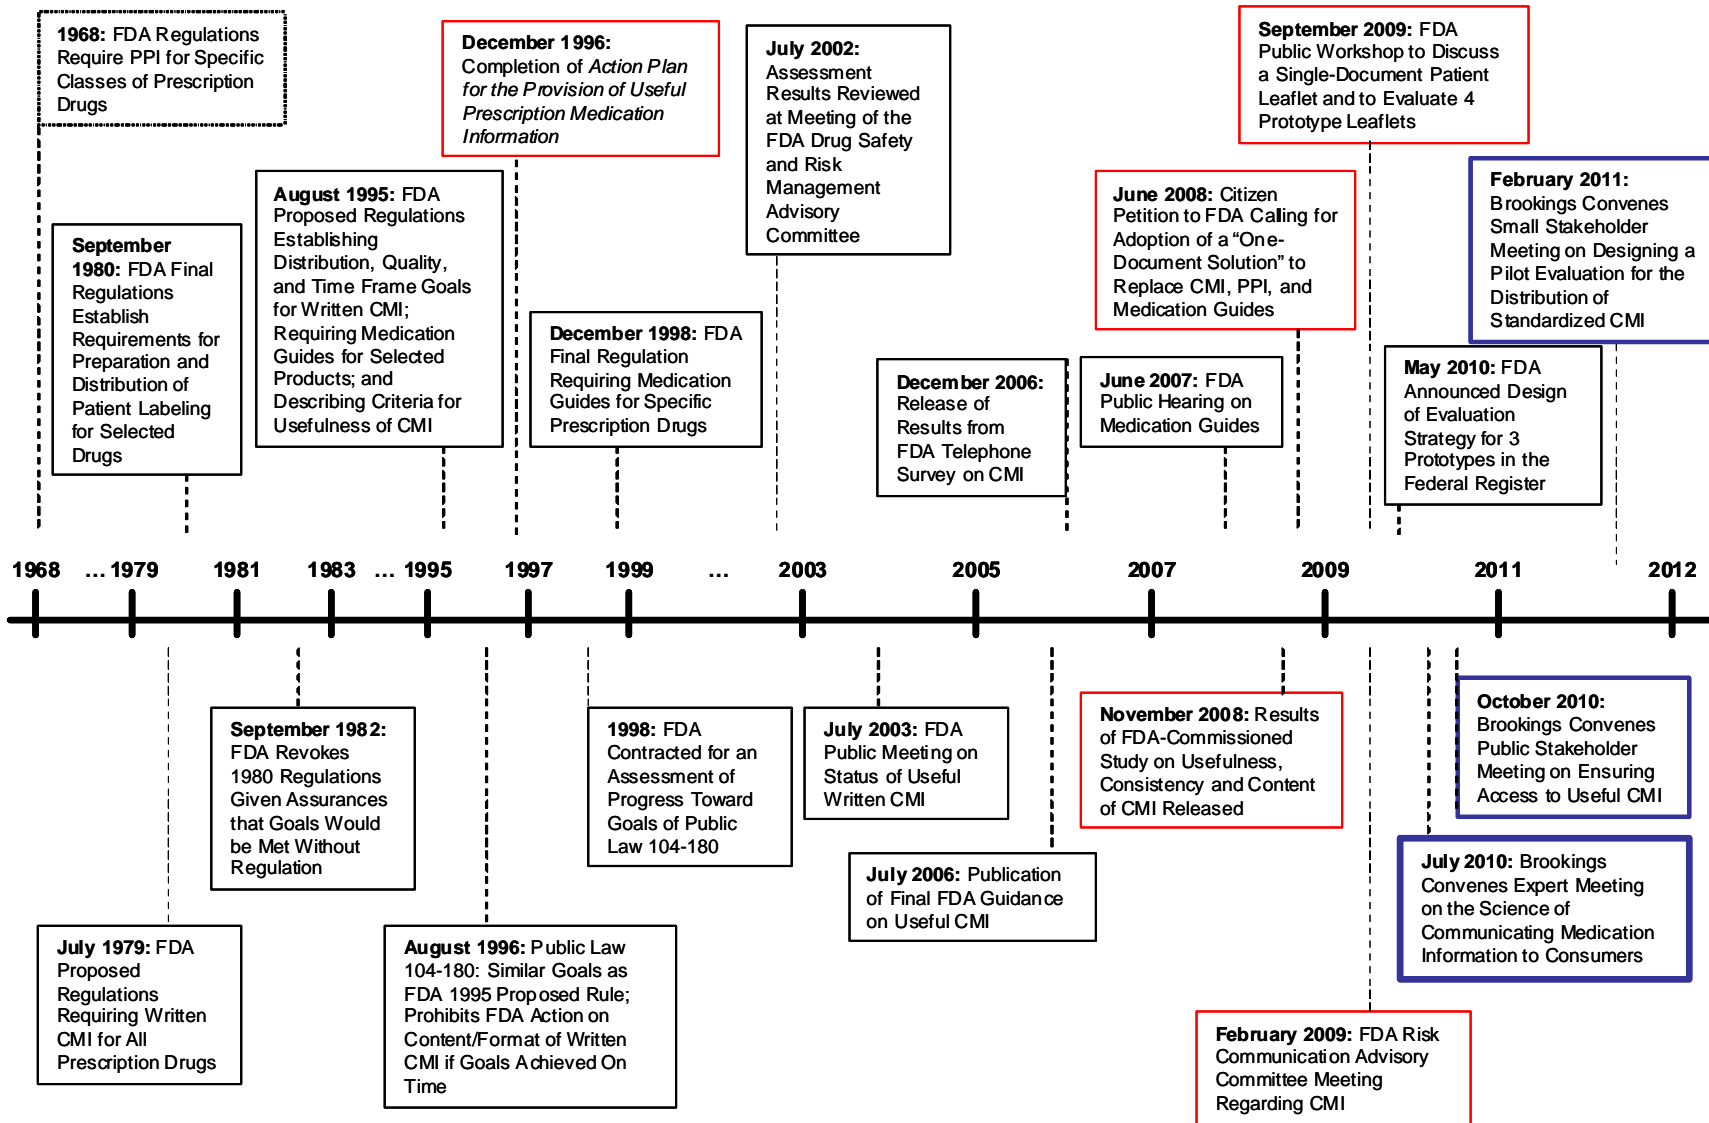 1968: FDA Regulations
Require PPI for Specific
Classes of Prescription
Drugs
December 1996:
Completion of Action Plan
for the Provision of Useful
Prescription Medication
Information
July 2002:
Assessment
Results Reviewed
at Meeting of the
FDA Drug Safety
and Risk
Management
Advisory
Committee
September 2009: FDA
Public Workshop to Discuss
a Single-Document Patient
Leaflet and to Evaluate 4
Prototype Leaflets
September
1980: FDA Final
Regulations
Establish
Requirements for
Preparation and
Distribution of
Patient Labeling
for Selected
Drugs
August 1995: FDA
Proposed Regulations
Establishing
Distribution, Quality,
and Time Frame Goals
for Written CMI;
Requiring Medication
Guides for Selected
Products; and
Describing Criteria for
Usefulness of CMI
December 1998: FDA
Final Regulation
Requiring Medication
Guides for Specific
Prescription Drugs
December 2006:
Release of
Results from
FDA Telephone
Survey on CMI
June 2008: Citizen
Petition to FDA Calling for
Adoption of a “One-
Document Solution” to
Replace CMI, PPI, and
Medication Guides
June 2007: FDA
Public Hearing on
Medication Guides
February 2011:
Brookings Convenes
Small Stakeholder
Meeting on Designing a
Pilot Evaluation for the
Distribution of
Standardized CMI
May 2010: FDA
Announced Design
of Evaluation
Strategy for 3
Prototypes in the
Federal Register
1968 ... 1979 1981 1983 ... 1995 1997 1999 ... 2003 2005 2007 2009 2011 2012
September 1982:
FDA Revokes
1980 Regulations
Given Assurances
that Goals Would
be Met Without
Regulation
1998: FDA
Contracted for an
Assessment of
Progress Toward
Goals of Public
Law 104-180
July 2003: FDA
Public Meeting on
Status of Useful
Written CMI
November 2008: Results
of FDA-Commissioned
Study on Usefulness,
Consistency and Content
of CMI Released
October 2010:
Brookings Convenes
Public Stakeholder
Meeting on Ensuring
Access to Useful CMI
July 2006: Publication
of Final FDA Guidance
on Useful CMI
July 2010: Brookings
Convenes Expert Meeting
on the Science of
Communicating Medication
Information to Consumers
July 1979: FDA
Proposed
Regulations
Requiring Written
CMI for All
Prescription Drugs
August 1996: Public Law
104-180: Similar Goals as
FDA 1995 Proposed Rule;
Prohibits FDA Action on
Content/Format of Written
CMI if Goals Achieved On
Time
February 2009: FDA Risk
Communication Advisory
Committee Meeting
Regarding CMI